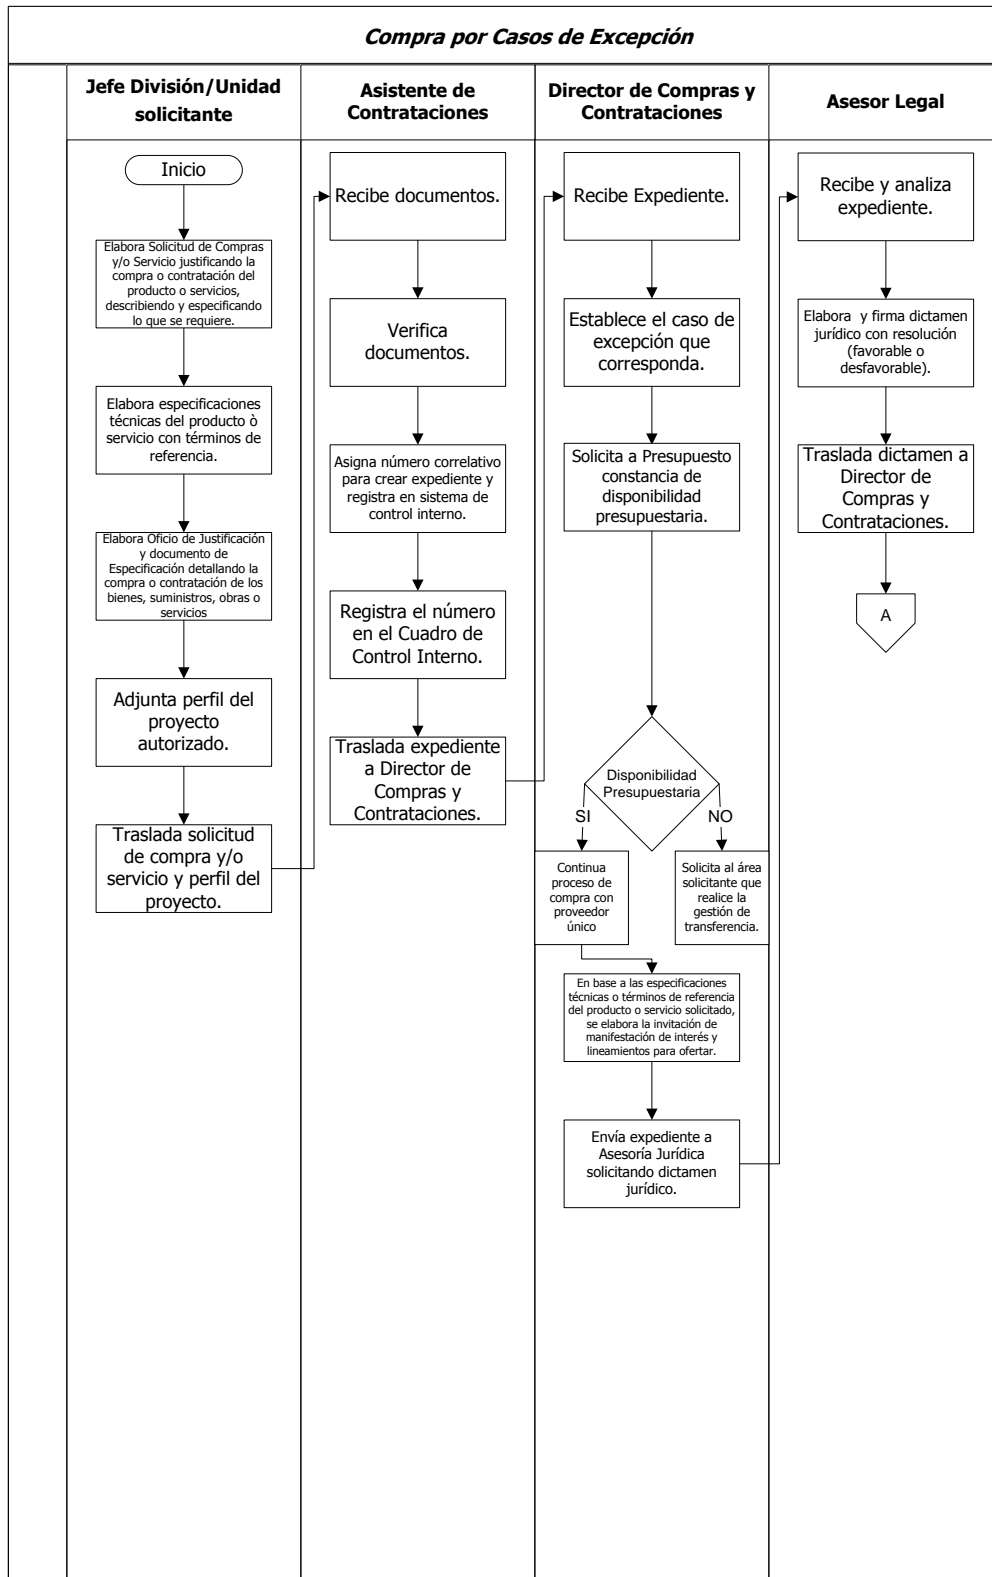 Compra por Casos de Excepción
Jefe División/Unidad
solicitante
Asistente de
Contrataciones
Director de Compras y
Contrataciones
Asesor Legal
Inicio
Elabora Solicitud de Compras
y/o Servicio justificando la
compra o contratación del
producto o servicios,
describiendo y especificando
lo que se requiere.
Elabora especificaciones
técnicas del producto ò
servicio con términos de
referencia.
Elabora Oficio de Justificación
y documento de
Especificación detallando la
compra o contratación de los
bienes, suministros, obras o
servicios
Adjunta perfil del
proyecto
autorizado.
Traslada solicitud
de compra y/o
servicio y perfil del
proyecto.
Recibe documentos.
Verifica
documentos.
Asigna número correlativo
para crear expediente y
registra en sistema de
control interno.
Registra el número
en el Cuadro de
Control Interno.
Traslada expediente
a Director de
Compras y
Contrataciones.
Recibe Expediente.
Establece el caso de
excepción que
corresponda.
Solicita a Presupuesto
constancia de
disponibilidad
presupuestaria.
Disponibilidad
Presupuestaria
SI
NO
Continua
proceso de
compra con
proveedor
único
Solicita al área
solicitante que
realice la
gestión de
transferencia.
En base a las especificaciones
técnicas o términos de referencia
del producto o servicio solicitado,
se elabora la invitación de
manifestación de interés y
lineamientos para ofertar.
Envía expediente a
Asesoría Jurídica
solicitando dictamen
jurídico.
Recibe y analiza
expediente.
Elabora y firma dictamen
jurídico con resolución
(favorable o
desfavorable).
Traslada dictamen a
Director de
Compras y
Contrataciones.
A